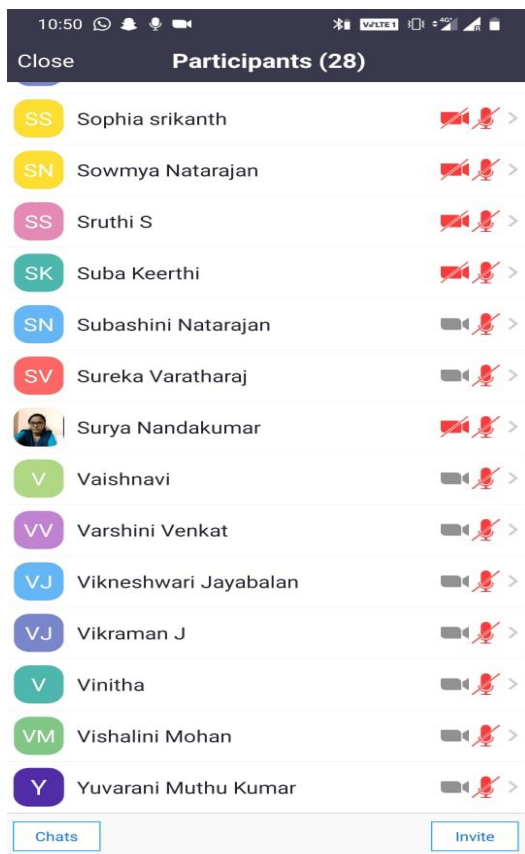 10:50 VoLTE1 4G+ R
Close Participants (28)
SS Sophia srikanth
SN Sowmya Natarajan
SS Sruthi S
SK Suba Keerthi
SN Subashini Natarajan
SV Sureka Varatharaj
Surya Nandakumar
V Vaishnavi
VV Varshini Venkat
VJ Vikneshwari Jayabalan
VJ Vikraman J
V Vinitha
VM Vishalini Mohan
Y Yuvarani Muthu Kumar
Chats Invite